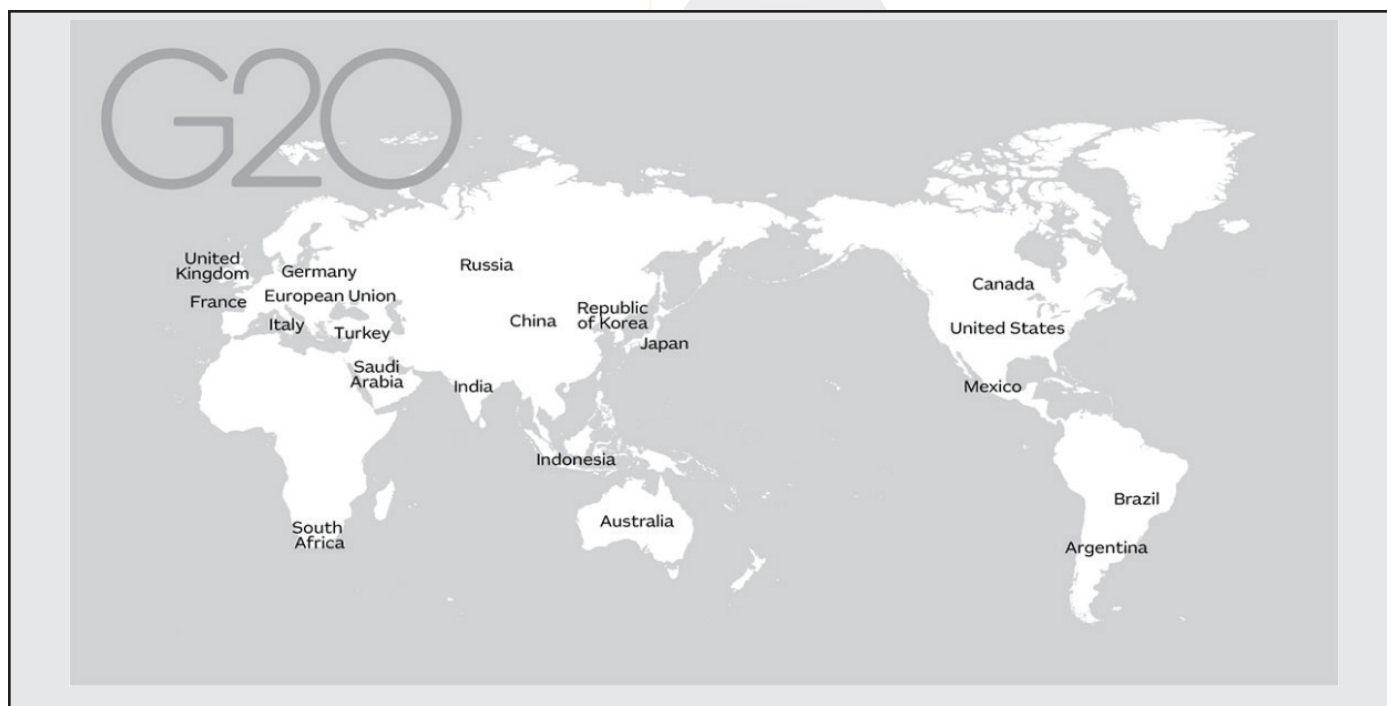 G20
United
Kingdom
Germany
Russia
Canada
European Union
France
Republic
of Korea
China
Italy
Turkey
United States
Japan
Saudi
Arabia
India
Mexico
Indonesia
Brazil
Australia
South
Africa
Argentina